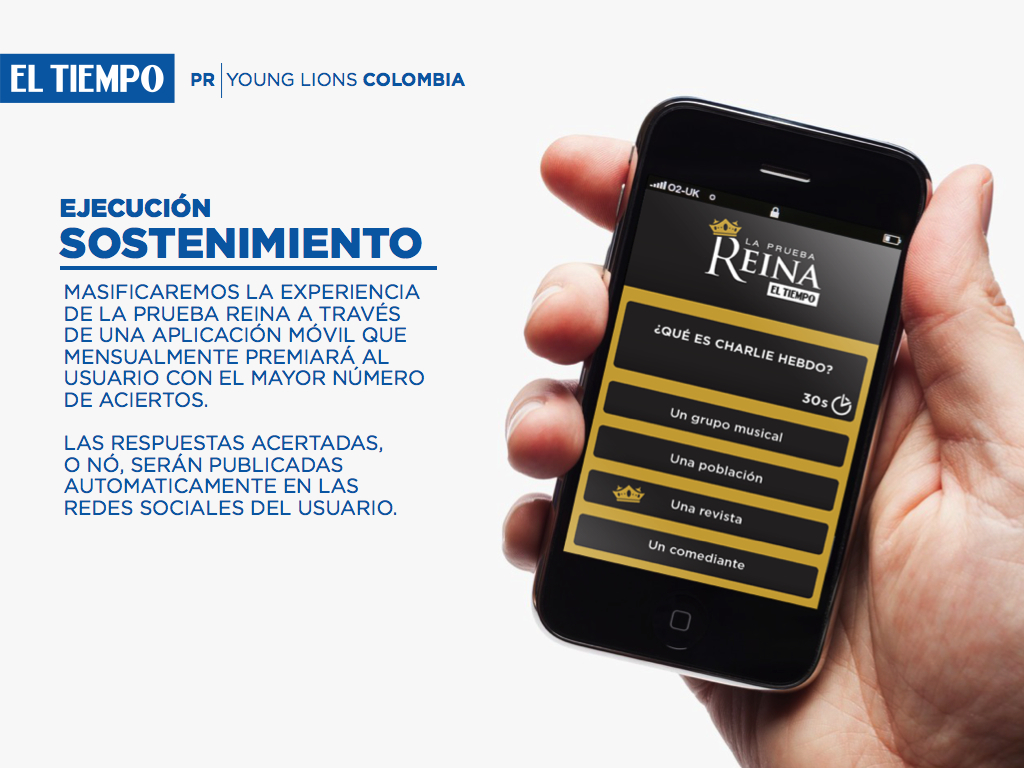 EL TIEMPO
PR | YOUNG LIONS COLOMBIA
EJECUCIÓN
SOSTENIMIENTO
MASIFICAREMOS LA EXPERIENCIA
DE LA PRUEBA REINA A TRAVÉS
DE UNA APLICACIÓN MÓVIL QUE
MENSUALMENTE PREMIARÁ AL
USUARIO CON EL MAYOR NÚMERO
DE ACIERTOS.
LAS RESPUESTAS ACERTADAS,
O NÓ, SERÁN PUBLICADAS
AUTOMATICAMENTE EN LAS
REDES SOCIALES DEL USUARIO.
O2-UK
LA PRUEBA
REINA
EL TIEMPO
¿QUÉ ES CHARLIE HEBDO?
30s
Un grupo musical
Una población
Una revista
Un comediante